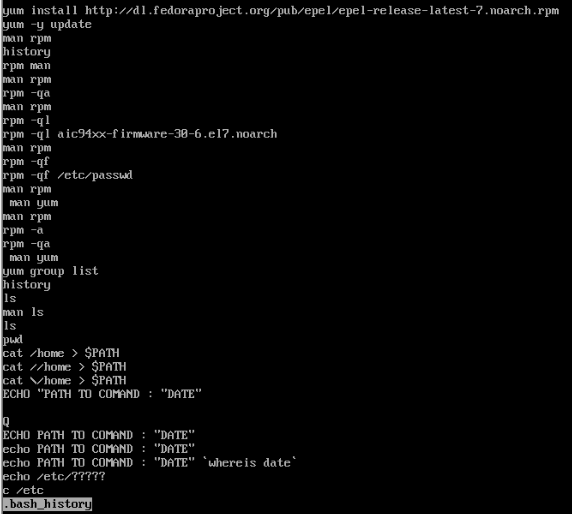 yum install http://dl.fedoraproject.org/pub/epel/epel-release-latest-7.noarch.rpm
yum -y update
man rpm
history
rpm man
man rpm
rpm -qa
man rpm
rpm -ql
rpm -ql aic94xx-firmware-30-6.el7.noarch
man rpm
rpm -qf
rpm -qf /etc/passwd
man rpm
 man yum
man rpm
rpm -a
rpm -qa
 man yum
yum group list
history
ls
man ls
ls
pwd
cat /home > $PATH
cat //home > $PATH
cat \/home > $PATH
ECHO "PATH TO COMAND : "DATE"
Q
ECHO PATH TO COMAND : "DATE"
echo PATH TO COMAND : "DATE"
echo PATH TO COMAND : "DATE" `whereis date`
echo /etc/?????
c /etc
.bash_history